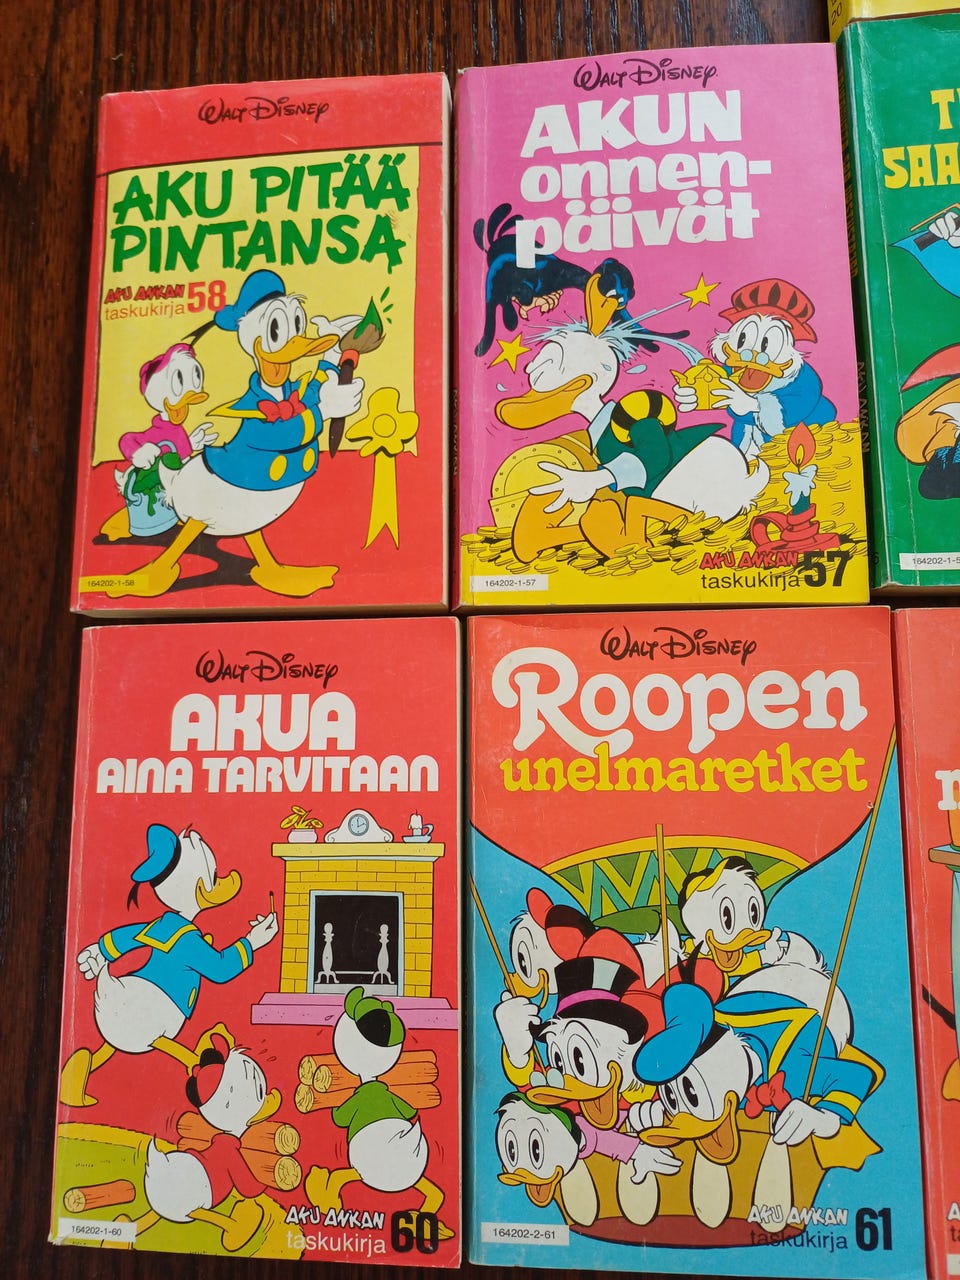 WALT DISNEY
AKU PITÄÄ
PINTANSA
AKU ANKAN
taskukirja 58
164202-1-58
WALT DISNEY
AKUN
onnen-
päivät
AKU ANKAN
taskukirja 57
164202-1-57
20
SAA
WALT DISNEY
AKUA
AINA TARVITAAN
AKU ANKAN
taskukirja 60
164202-1-60
WALT DISNEY
Roopen
unelmaretket
AKU ANKAN
taskukirja 61
164202-2-61